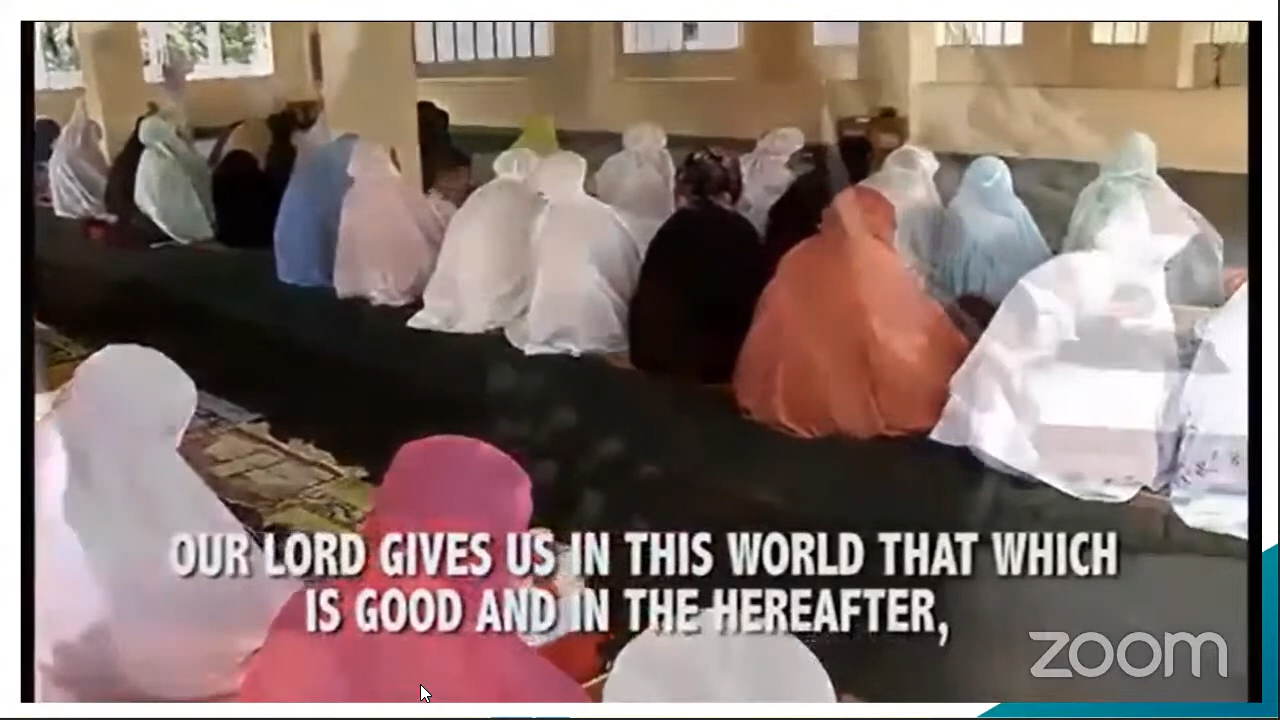 OUR LORD GIVES US IN THIS WORLD THAT WHICH
IS GOOD AND IN THE HEREAFTER,
zoom